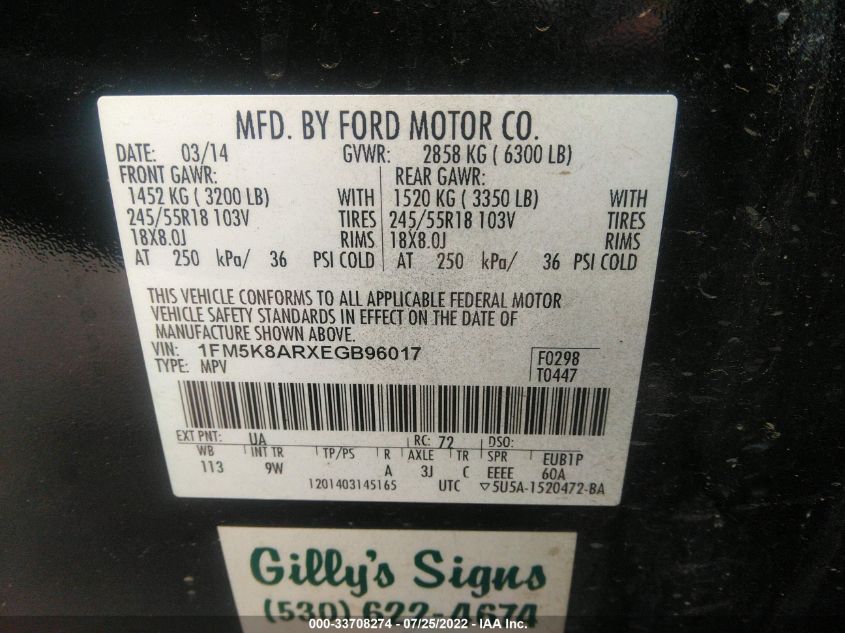 MFD. BY FORD MOTOR CO.
DATE: 03/14 GVWR: 2858 KG ( 6300 LB)
FRONT GAWR: REAR GAWR:
1452 KG ( 3200 LB) WITH 1520 KG ( 3350 LB) WITH
245/55R18 103V TIRES 245/55R18 103V TIRES
18X8.0J RIMS 18X8.0J RIMS
AT 250 kPa/ 36 PSI COLD AT 250 kPa/ 36 PSI COLD
THIS VEHICLE CONFORMS TO ALL APPLICABLE FEDERAL MOTOR
VEHICLE SAFETY STANDARDS IN EFFECT ON THE DATE OF
MANUFACTURE SHOWN ABOVE.
VIN: 1FM5K8ARXEGB96017 F0298
TYPE: MPV T0447
EXT PNT: UA RC: 72 DSO:
WB INT TR TP/PS R AXLE TR SPR EUB1P
113 9W A 3J C EEEE 60A
1201403145165 UTC ▽5U5A-1520472-BA
Gilly's Signs
(530) 622-4674
000-33708274 - 07/25/2022 - IAA Inc.